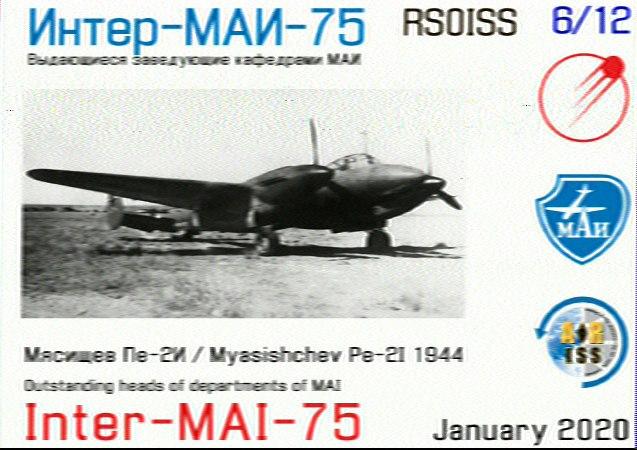 Интер-МАИ-75 RS0ISS 6/12
Выдающиеся заведующие кафедрами МАИ
МАИ
ARISS
Мясищев Пе-2И / Myasishchev Pe-2I 1944
Outstanding heads of departments of MAI
Inter-MAI-75 January 2020